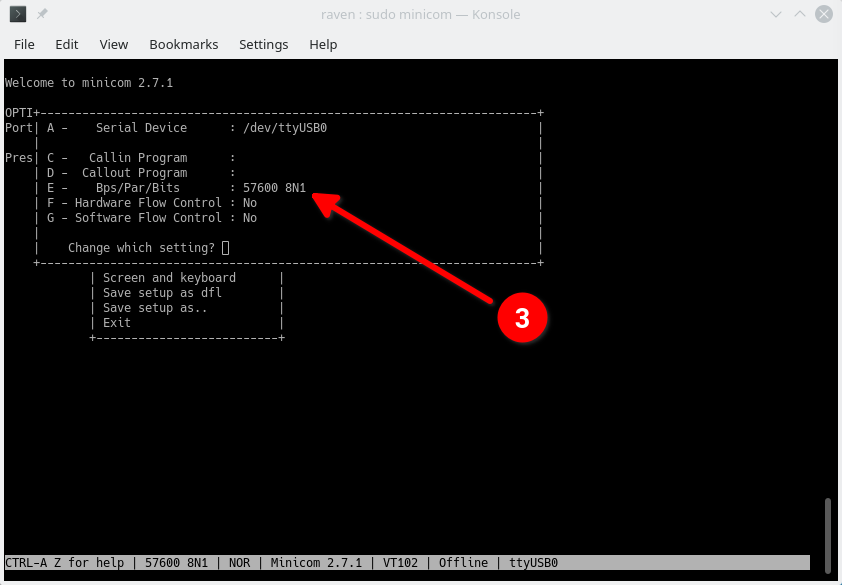 raven : sudo minicom — Konsole
File Edit View Bookmarks Settings Help
Welcome to minicom 2.7.1
OPTI+-----------------------------------------------------------------------+
Port| A -    Serial Device      : /dev/ttyUSB0                              |
    |                                                                       |
Pres| C -   Callin Program      :                                           |
    | D -  Callout Program      :                                           |
    | E -    Bps/Par/Bits       : 57600 8N1                                 |
    | F - Hardware Flow Control : No                                        |
    | G - Software Flow Control : No                                        |
    |                                                                       |
    |    Change which setting?                                              |
    +-----------------------------------------------------------------------+
            | Screen and keyboard      |
            | Save setup as dfl        |
            | Save setup as..          |
            | Exit                     |
            +--------------------------+
3
CTRL-A Z for help | 57600 8N1 | NOR | Minicom 2.7.1 | VT102 | Offline | ttyUSB0